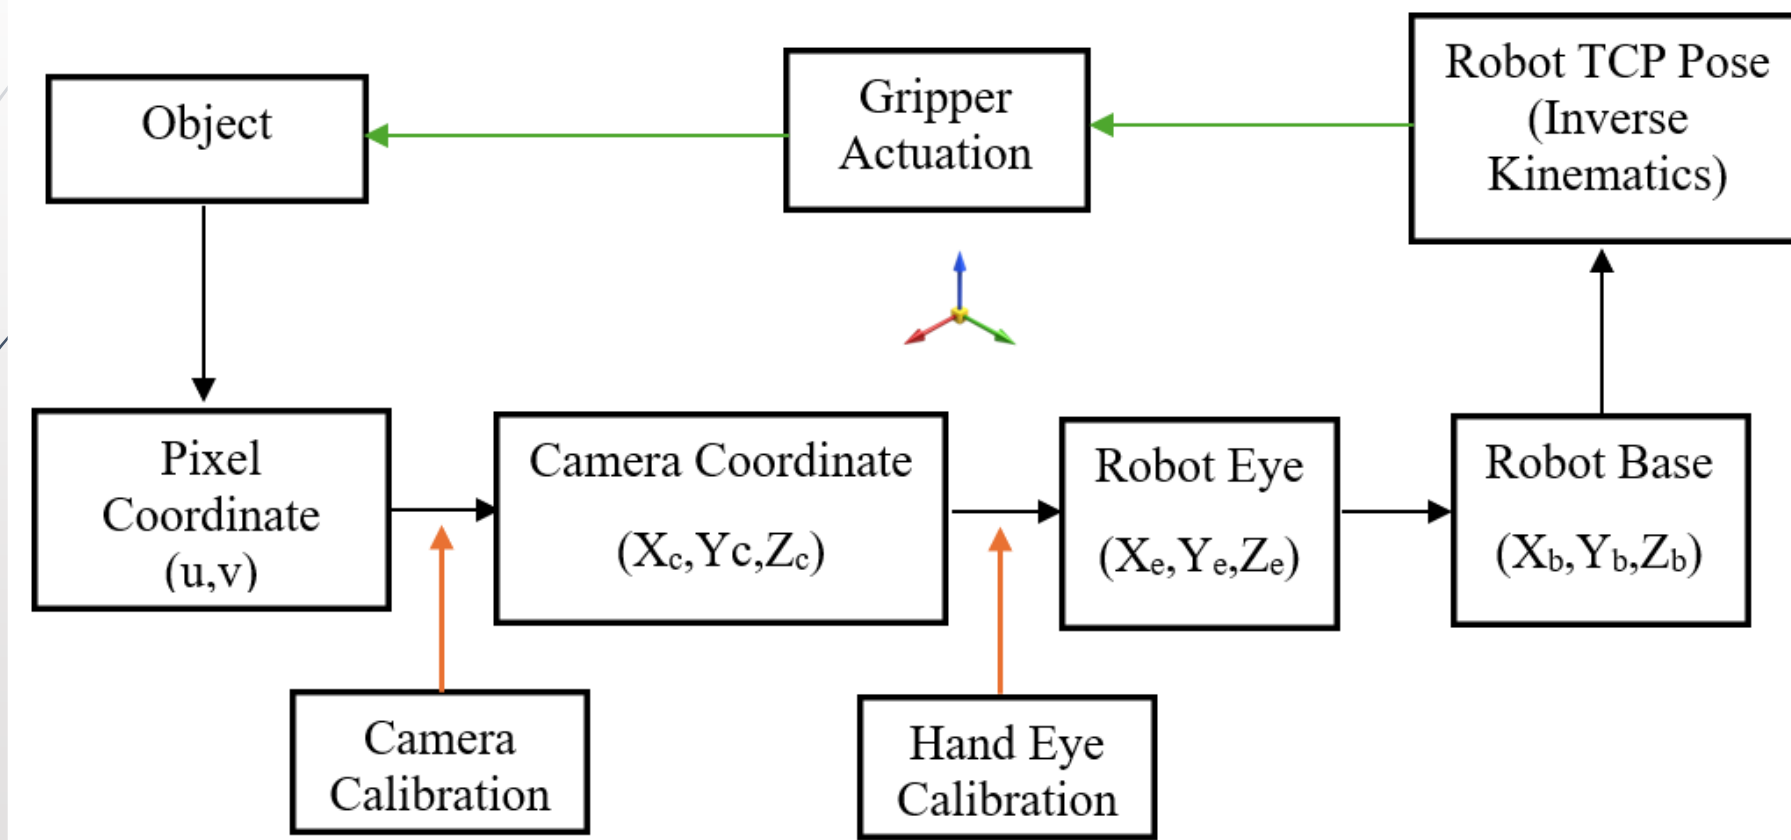 Object
Gripper
Actuation
Robot TCP Pose
(Inverse
Kinematics)
Pixel
Coordinate
(u,v)
Camera Coordinate
(Xc,Yc,Zc)
Robot Eye
(Xe,Ye,Ze)
Robot Base
(Xb,Yb,Zb)
Camera
Calibration
Hand Eye
Calibration